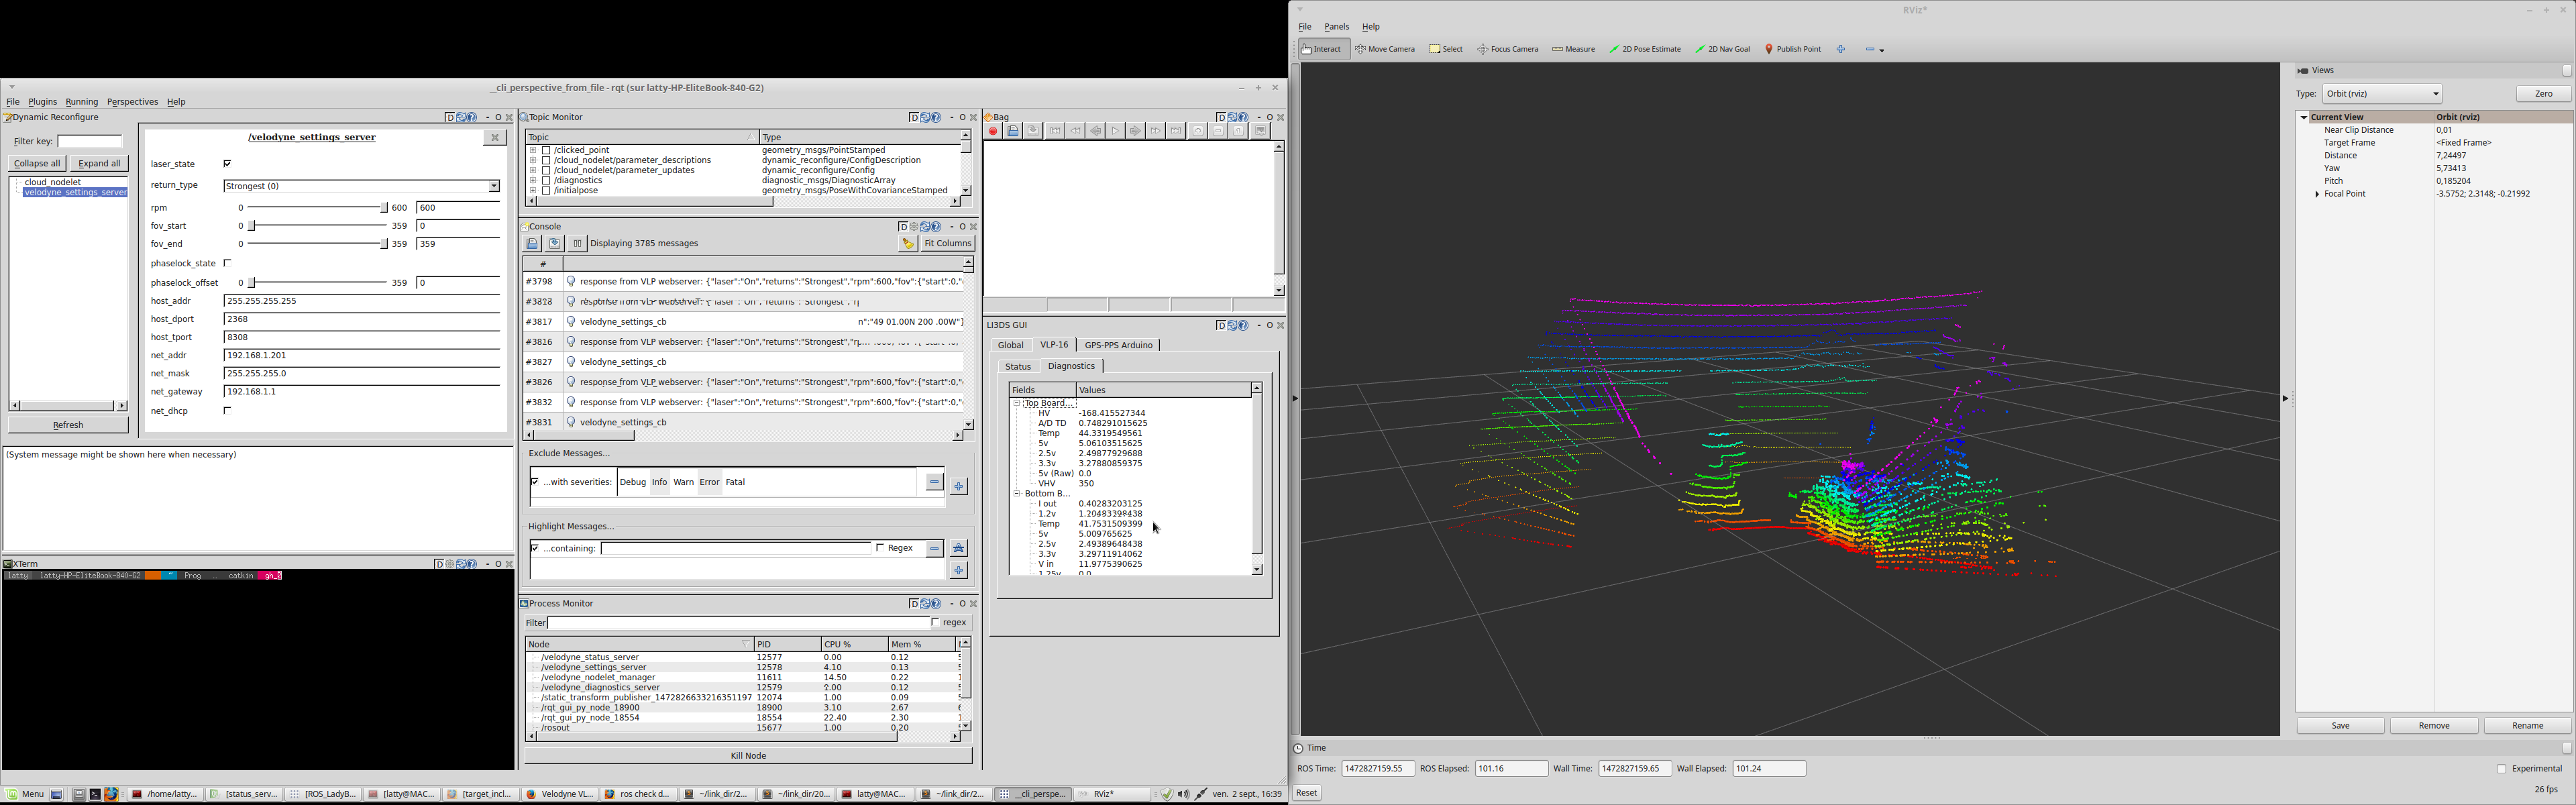 __cli_perspective_from_file - rqt (sur latty-HP-EliteBook-840-G2)
File Plugins Running Perspectives Help
Dynamic Reconfigure
Filter key:
Collapse all Expand all
cloud_nodelet
velodyne_settings_server
Refresh
/velodyne_settings_server
laser_state
return_type Strongest (0)
rpm 0 600 600
fov_start 0 359 0
fov_end 0 359 359
phaselock_state
phaselock_offset 0 359 0
host_addr 255.255.255.255
host_dport 2368
host_tport 8308
net_addr 192.168.1.201
net_mask 255.255.255.0
net_gateway 192.168.1.1
net_dhcp
(System message might be shown here when necessary)
XTerm
latty latty-HP-EliteBook-840-G2 ~ Prog … catkin gh_
Topic Monitor
Topic Type
/clicked_point geometry_msgs/PointStamped
/cloud_nodelet/parameter_descriptions dynamic_reconfigure/ConfigDescription
/cloud_nodelet/parameter_updates dynamic_reconfigure/Config
/diagnostics diagnostic_msgs/DiagnosticArray
/initialpose geometry_msgs/PoseWithCovarianceStamped
Console
Displaying 3785 messages Fit Columns
#
#3798 response from VLP webserver: {"laser":"On","returns":"Strongest","rpm":600,"fov":{"start":0,"
#3818 response from VLP webserver: {"laser":"On","returns":"Strongest","r
#3817 velodyne_settings_cb n":"49 01.00N 200 .00W"}
#3816 response from VLP webserver: {"laser":"On","returns":"Strongest","rpm":600,"fov":{"start":0,"
#3827 velodyne_settings_cb
#3826 response from VLP webserver: {"laser":"On","returns":"Strongest","rpm":600,"fov":{"start":0,"
#3832 response from VLP webserver: {"laser":"On","returns":"Strongest","rpm":600,"fov":{"start":0,"
#3831 velodyne_settings_cb
Exclude Messages...
...with severities: Debug Info Warn Error Fatal
Highlight Messages...
...containing: Regex
Process Monitor
Filter regex
Node PID CPU % Mem %
/velodyne_status_server 12577 0.00 0.12
/velodyne_settings_server 12578 4.10 0.13
/velodyne_nodelet_manager 11611 14.50 0.22
/velodyne_diagnostics_server 12579 2.00 0.12
/static_transform_publisher_1472826633216351197 12074 1.00 0.09
/rqt_gui_py_node_18900 18900 3.10 2.67
/rqt_gui_py_node_18554 18554 22.40 2.30
/rosout 15677 1.00 0.20
Kill Node
Bag
LI3DS GUI
Global VLP-16 GPS-PPS Arduino
Status Diagnostics
Fields Values
Top Board...
HV -168.415527344
A/D TD 0.748291015625
Temp 44.3319549561
5v 5.06103515625
2.5v 2.49877929688
3.3v 3.27880859375
5v (Raw) 0.0
VHV 350
Bottom B...
I out 0.40283203125
1.2v 1.20483398438
Temp 41.7531509399
5v 5.009765625
2.5v 2.49389648438
3.3v 3.29711914062
V in 11.9775390625
1.25v 0.0
RViz*
File Panels Help
Interact Move Camera Select Focus Camera Measure 2D Pose Estimate 2D Nav Goal Publish Point
Views
Type: Orbit (rviz) Zero
Current View Orbit (rviz)
Near Clip Distance 0,01
Target Frame <Fixed Frame>
Distance 7,24497
Yaw 5,73413
Pitch 0,185204
Focal Point -3.5752; 2.3148; -0.21992
Save Remove Rename
Time
ROS Time: 1472827159.55 ROS Elapsed: 101.16 Wall Time: 1472827159.65 Wall Elapsed: 101.24 Experimental
Reset 26 fps
Menu /home/latty... [status_serv... [ROS_LadyB... [latty@MAC... [target_incl... Velodyne VL... ros check d... ~/link_dir/2... ~/link_dir/20... latty@MAC... ~/link_dir/2... __cli_perspe... RViz* ven. 2 sept., 16:39